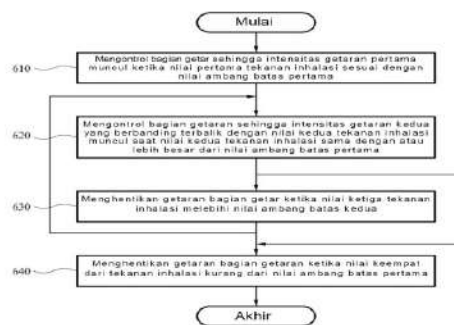 Mulai
610
Mengontrol bagian getar sehingga intensitas getaran pertama
muncul ketika nilai pertama tekanan inhalasi sesuai dengan
nilai ambang batas pertama
620
Mengontrol bagian getaran sehingga intensitas getaran kedua
yang berbanding terbalik dengan nilai kedua tekanan inhalasi
muncul saat nilai kedua tekanan inhalasi sama dengan atau
lebih besar dari nilai ambang batas pertama
630
Menghentikan getaran bagian getar ketika nilai ketiga tekanan
inhalasi melebihi nilai ambang batas kedua
640
Menghentikan getaran bagian getaran ketika nilai keempat
dari tekanan inhalasi kurang dari nilai ambang batas pertama
Akhir